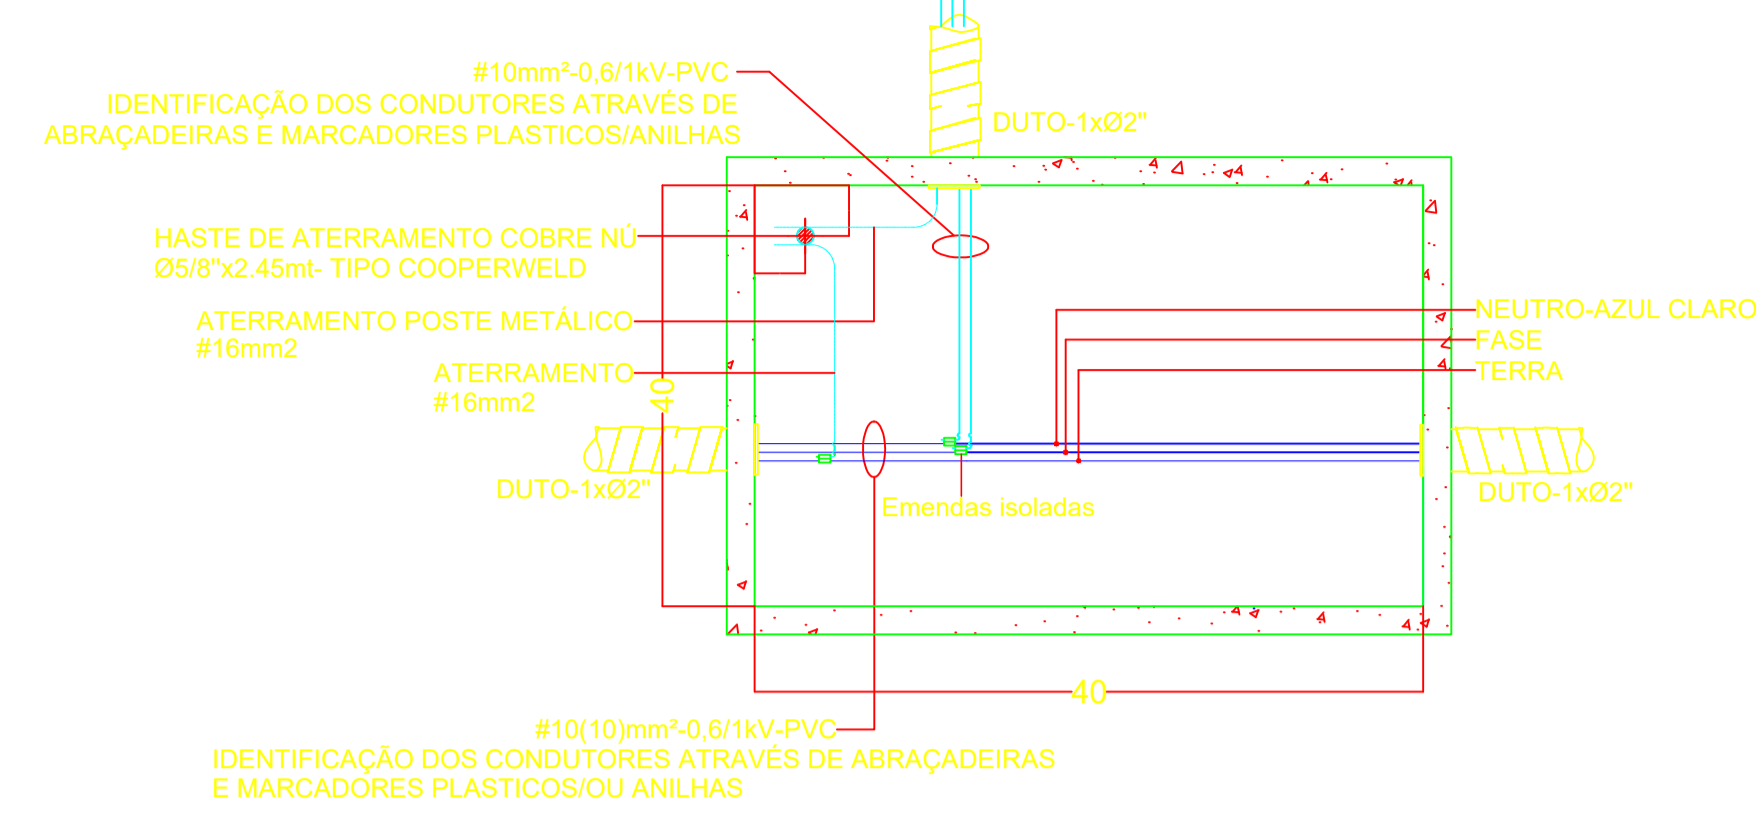 #10mm²-0,6/1kV-PVC
IDENTIFICAÇÃO DOS CONDUTORES ATRAVÉS DE
ABRAÇADEIRAS E MARCADORES PLASTICOS/ANILHAS
DUTO-1xØ2"
HASTE DE ATERRAMENTO COBRE NÚ
Ø5/8"x2.45mt- TIPO COOPERWELD
ATERRAMENTO POSTE METÁLICO
#16mm2
ATERRAMENTO
#16mm2
40
NEUTRO-AZUL CLARO
FASE
TERRA
DUTO-1xØ2"
Emendas isoladas
DUTO-1xØ2"
40
#10(10)mm²-0,6/1kV-PVC
IDENTIFICAÇÃO DOS CONDUTORES ATRAVÉS DE ABRAÇADEIRAS
E MARCADORES PLASTICOS/OU ANILHAS